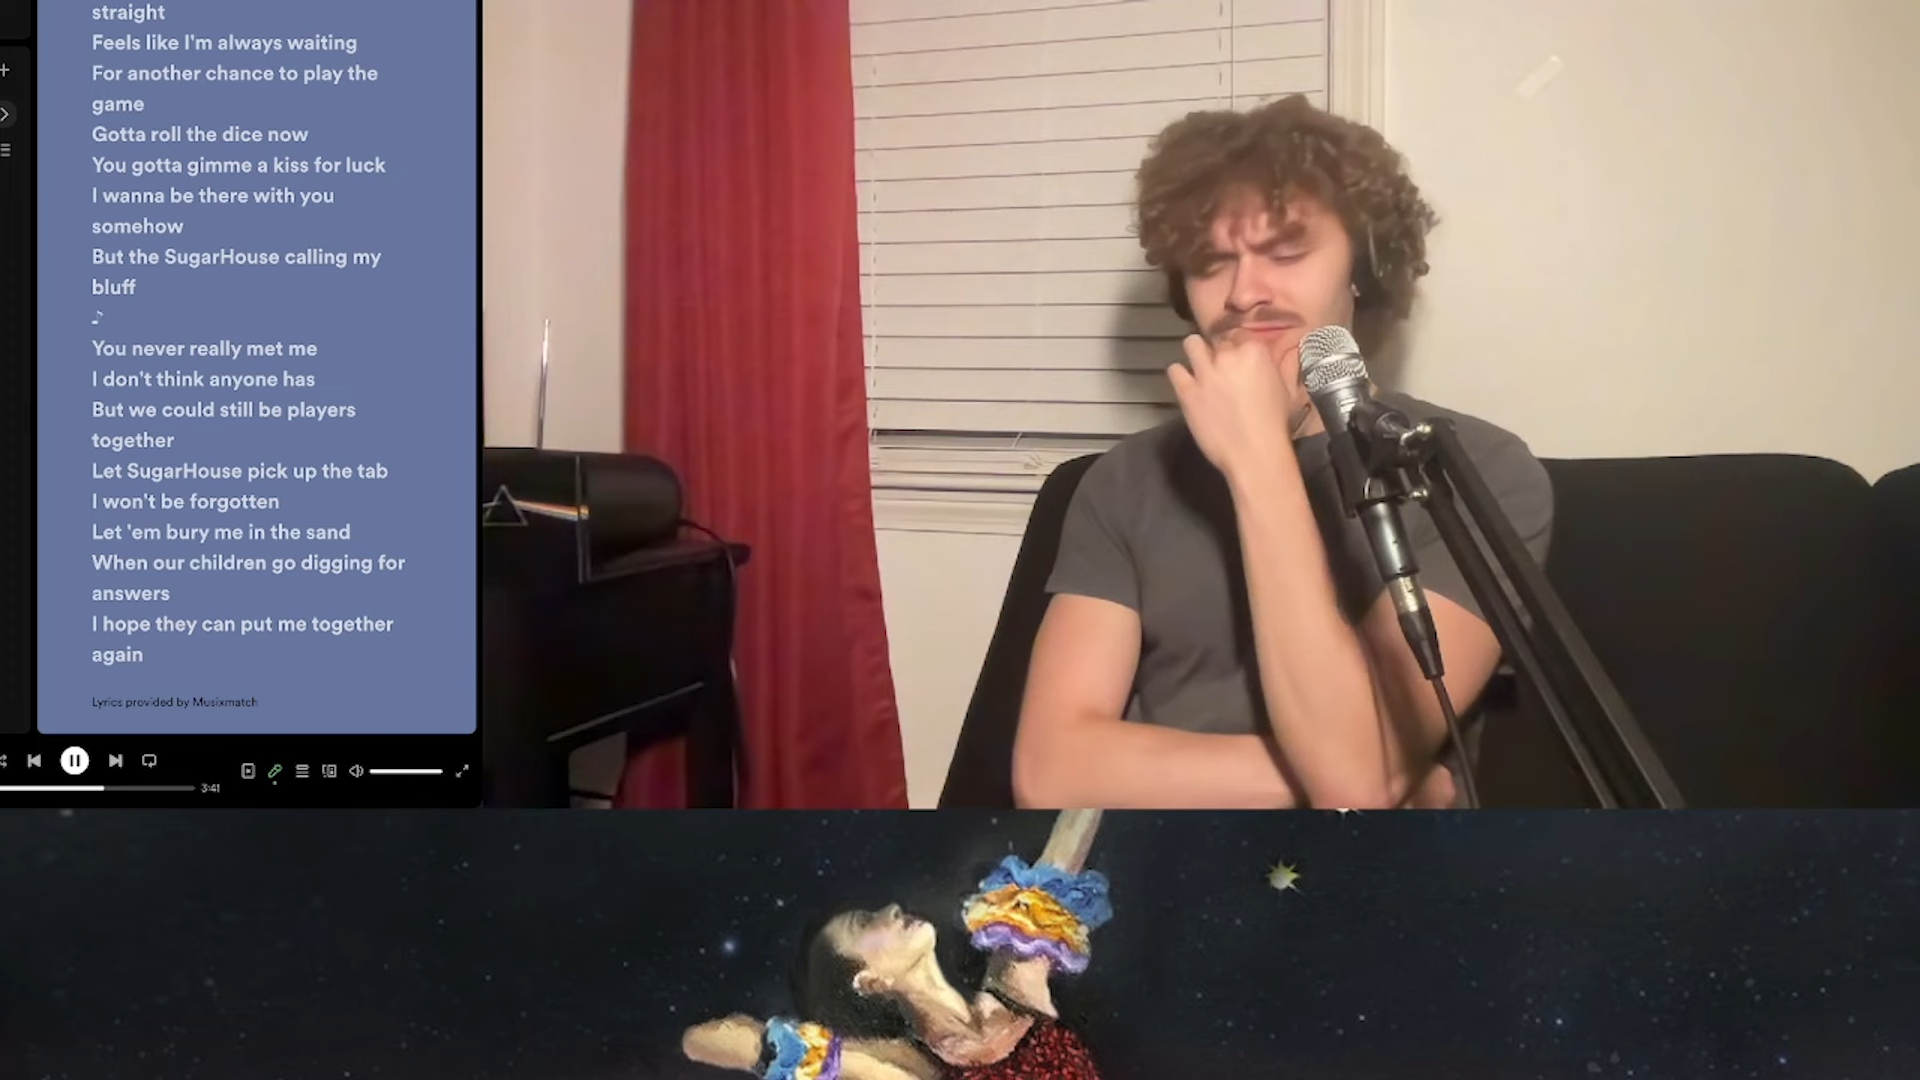 straight
Feels like I'm always waiting
For another chance to play the
game
Gotta roll the dice now
You gotta gimme a kiss for luck
I wanna be there with you
somehow
But the SugarHouse calling my
bluff
♪
You never really met me
I don't think anyone has
But we could still be players
together
Let SugarHouse pick up the tab
I won't be forgotten
Let 'em bury me in the sand
When our children go digging for
answers
I hope they can put me together
again
Lyrics provided by Musixmatch
3:41